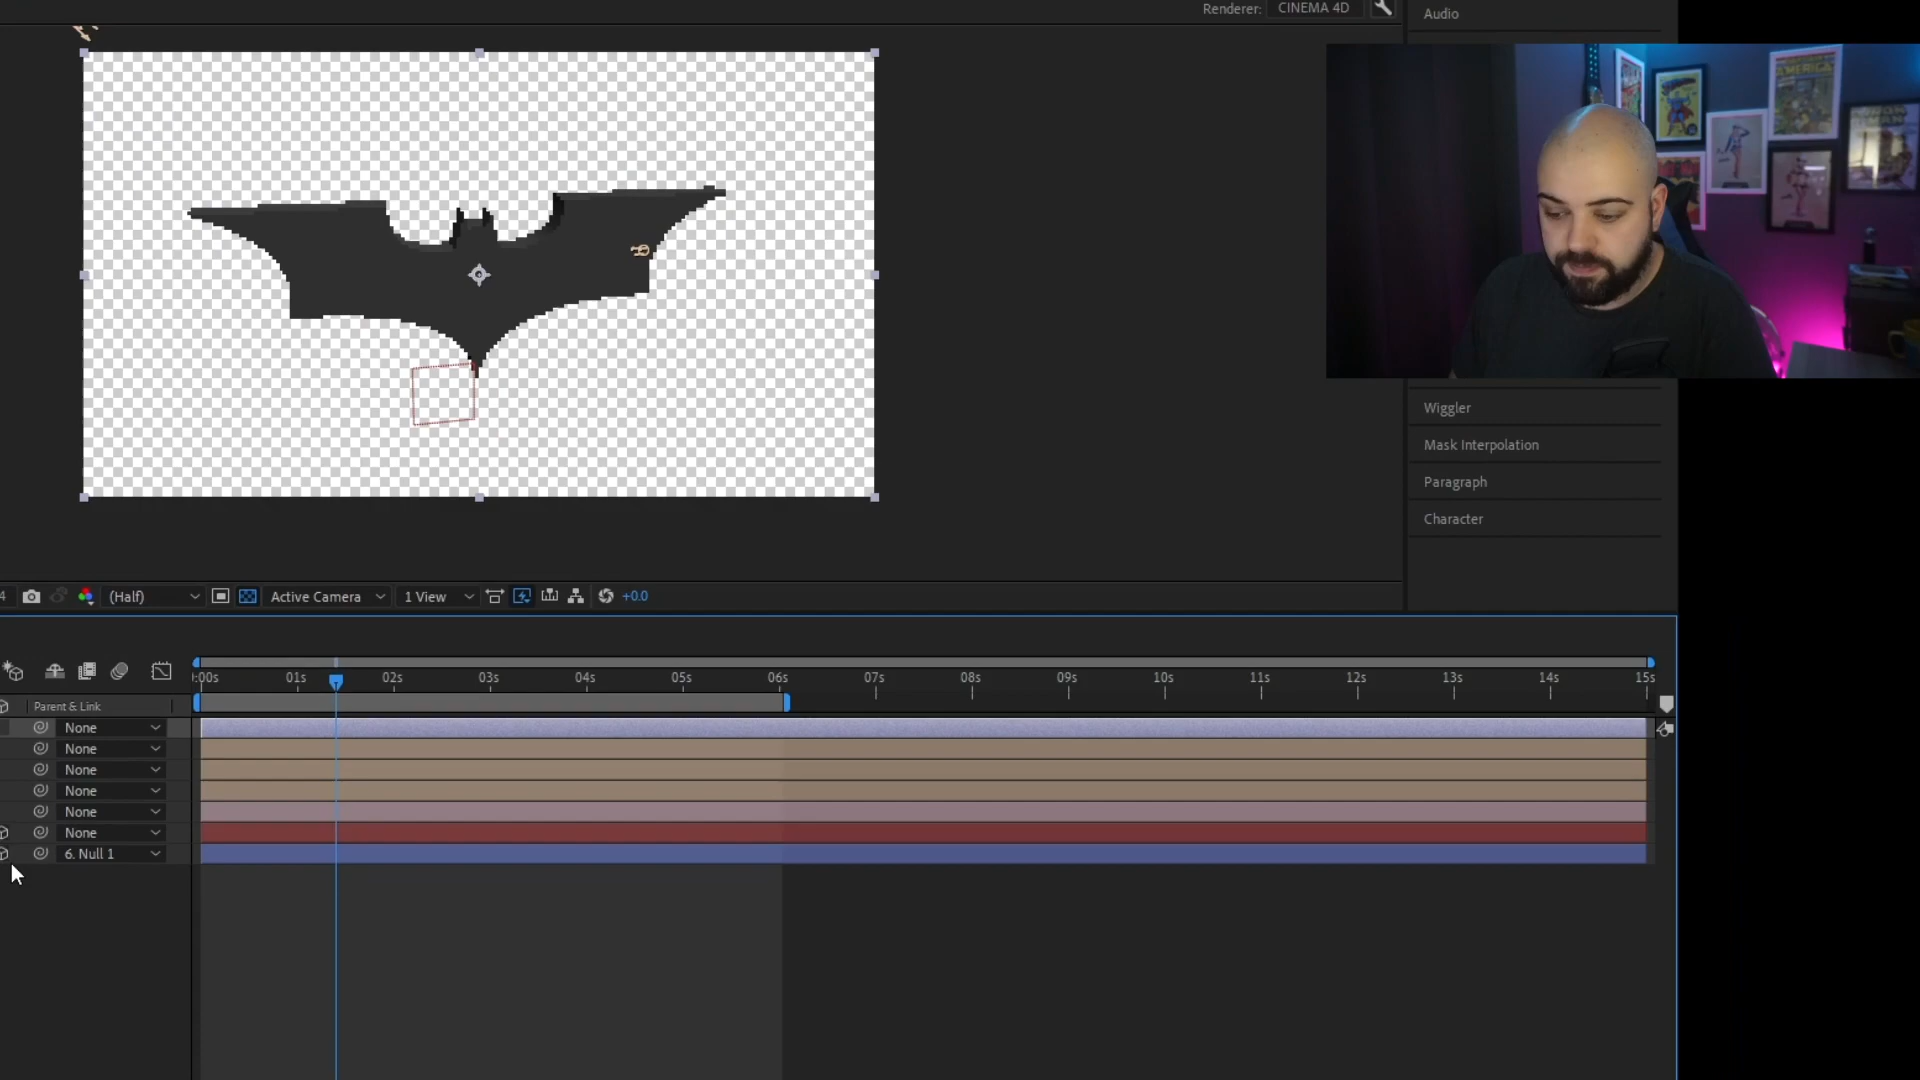 Renderer: CINEMA 4D
Audio
AMERICA
Wiggler
Mask Interpolation
Paragraph
Character
4 (Half) Active Camera 1 View +0.0
:00s 01s 02s 03s 04s 05s 06s 07s 08s 09s 10s 11s 12s 13s 14s 15s
Parent & Link
None
None
None
None
None
None
6. Null 1